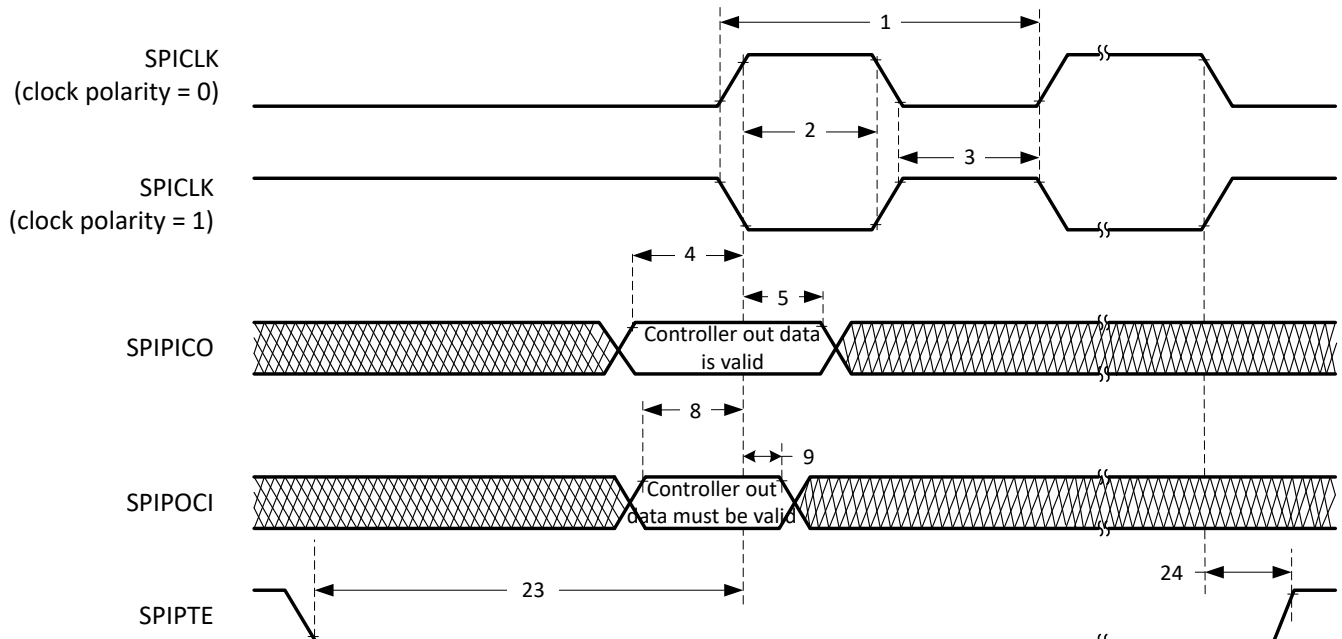 1
SPICLK
(clock polarity = 0)
2
3
SPICLK
(clock polarity = 1)
4
5
SPIPICO
Controller out data
is valid
8
9
SPIPOCI
Controller out
data must be valid
23
24
SPIPTE